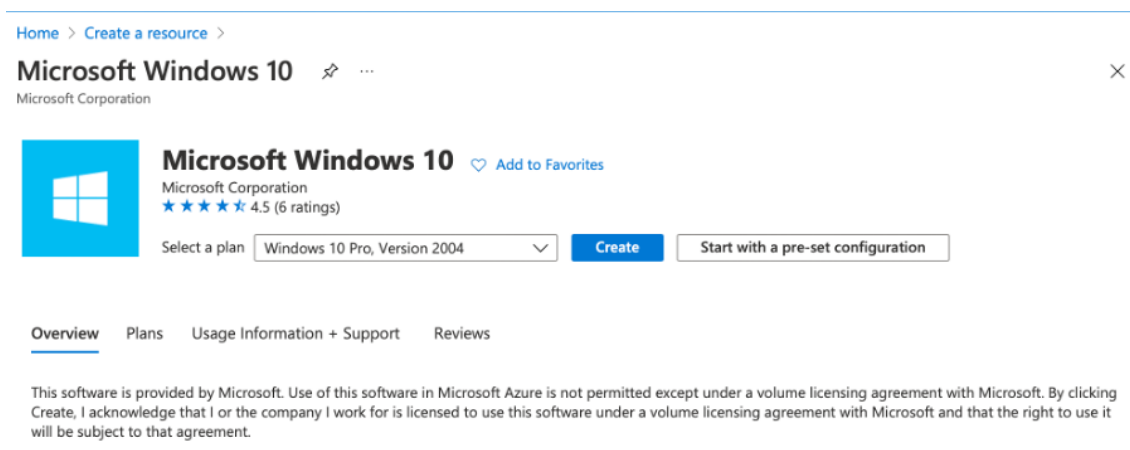 Home > Create a resource >
Microsoft Windows 10 ...
Microsoft Corporation
Microsoft Windows 10 Add to Favorites
Microsoft Corporation
4.5 (6 ratings)
Select a plan Windows 10 Pro, Version 2004 Create Start with a pre-set configuration
Overview Plans Usage Information + Support Reviews
This software is provided by Microsoft. Use of this software in Microsoft Azure is not permitted except under a volume licensing agreement with Microsoft. By clicking
Create, I acknowledge that I or the company I work for is licensed to use this software under a volume licensing agreement with Microsoft and that the right to use it
will be subject to that agreement.